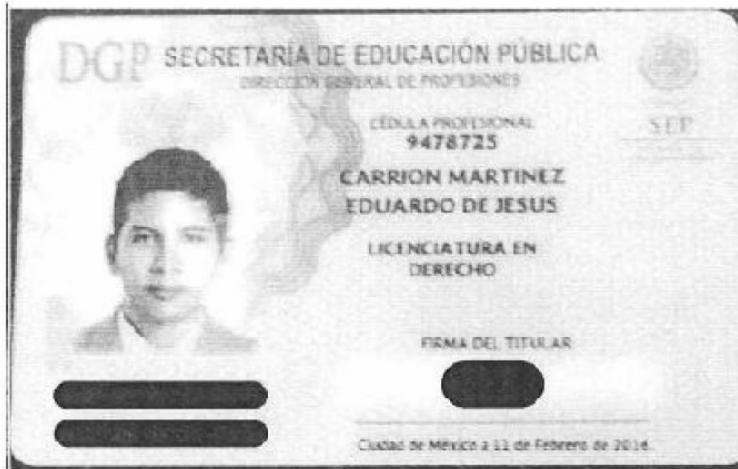 DGP SECRETARÍA DE EDUCACIÓN PÚBLICA
DIRECCIÓN GENERAL DE PROFESIONES
CÉDULA PROFESIONAL
9478725
SEP
CARRION MARTINEZ
EDUARDO DE JESUS
LICENCIATURA EN
DERECHO
FIRMA DEL TITULAR
Ciudad de México a 11 de Febrero de 2016.